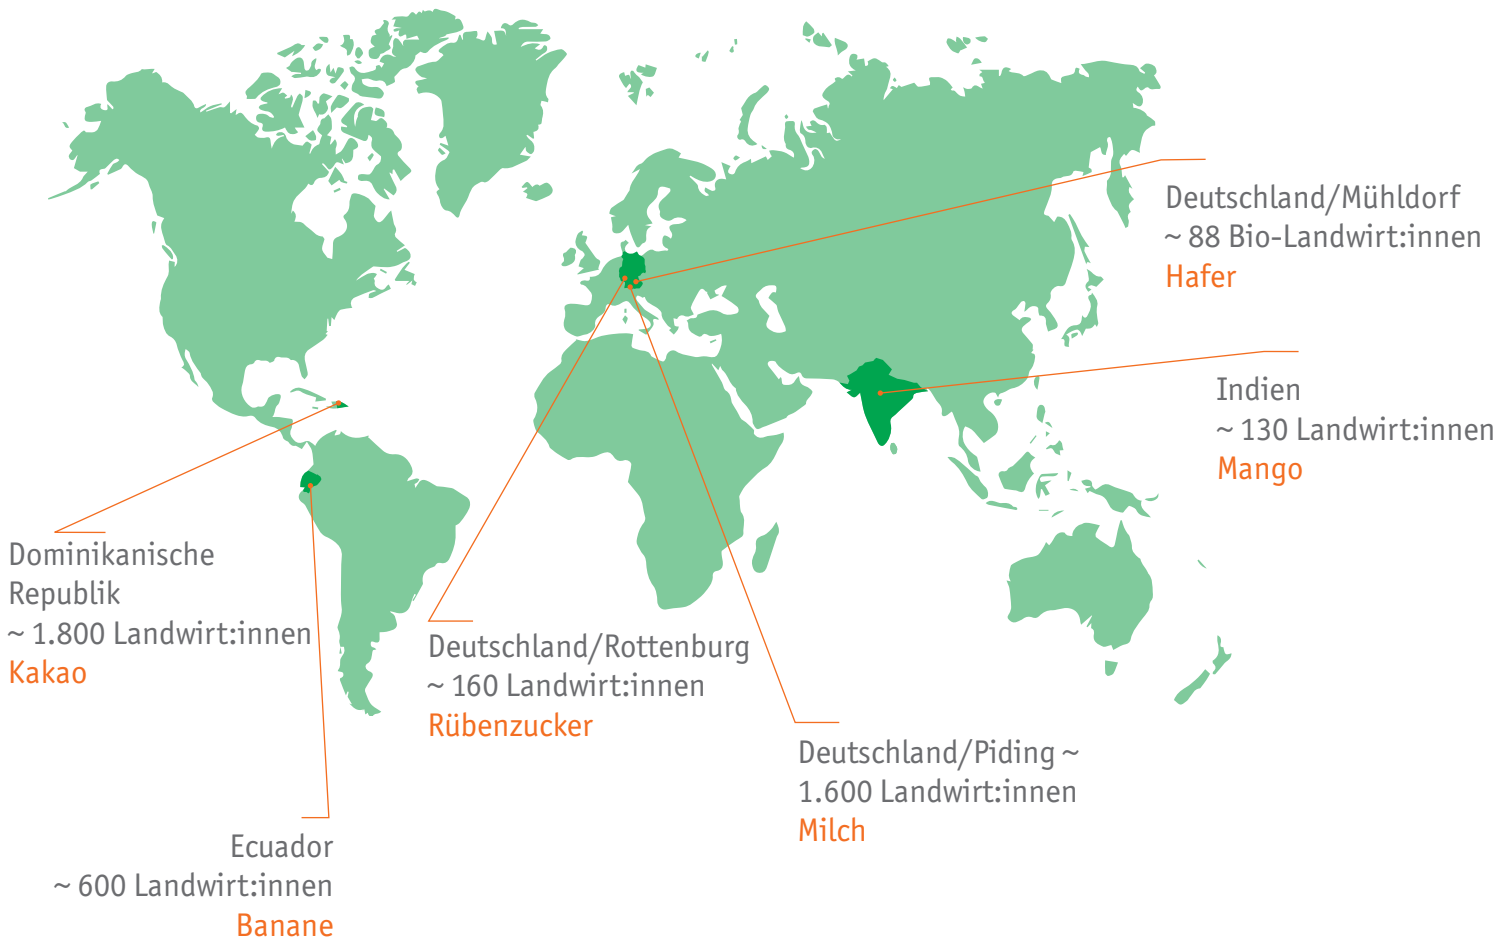 Deutschland/Mühldorf
~ 88 Bio-Landwirt:innen
Hafer
Indien
~ 130 Landwirt:innen
Mango
Dominikanische
Republik
~ 1.800 Landwirt:innen
Kakao
Deutschland/Rottenburg
~ 160 Landwirt:innen
Rübenzucker
Deutschland/Piding ~
1.600 Landwirt:innen
Milch
Ecuador
~ 600 Landwirt:innen
Banane